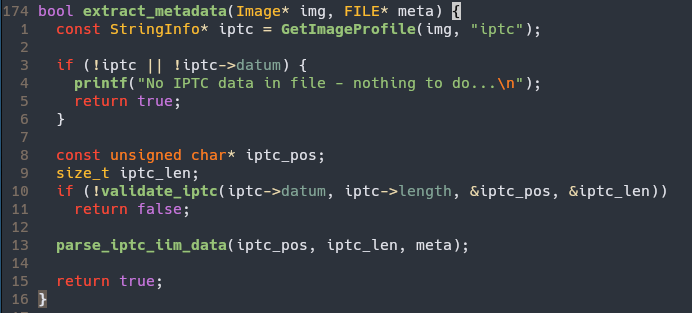 174 bool extract_metadata(Image* img, FILE* meta) {
1 const StringInfo* iptc = GetImageProfile(img, "iptc");
2
3 if (!iptc || !iptc->datum) {
4 printf("No IPTC data in file - nothing to do...\n");
5 return true;
6 }
7
8 const unsigned char* iptc_pos;
9 size_t iptc_len;
10 if (!validate_iptc(iptc->datum, iptc->length, &iptc_pos, &iptc_len))
11 return false;
12
13 parse_iptc_iim_data(iptc_pos, iptc_len, meta);
14
15 return true;
16 }